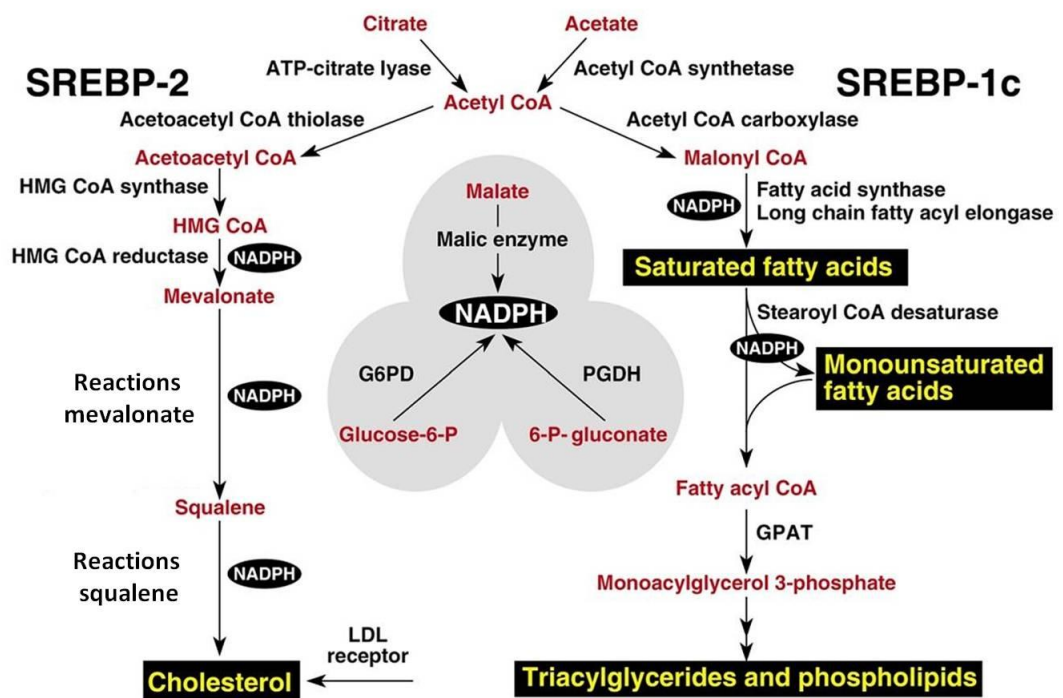 Citrate
Acetate
SREBP-2
ATP-citrate lyase
Acetyl CoA synthetase
SREBP-1c
Acetyl CoA
Acetoacetyl CoA thiolase
Acetyl CoA carboxylase
Acetoacetyl CoA
Malonyl CoA
HMG CoA synthase
HMG CoA
HMG CoA reductase
NADPH
Mevalonate
Reactions
mevalonate
NADPH
Squalene
Reactions
squalene
NADPH
Cholesterol
LDL
receptor
Malate
Malic enzyme
NADPH
G6PD
PGDH
Glucose-6-P
6-P-gluconate
NADPH
Fatty acid synthase
Long chain fatty acyl elongase
Saturated fatty acids
Stearoyl CoA desaturase
NADPH
Monounsaturated
fatty acids
Fatty acyl CoA
GPAT
Monoacylglycerol 3-phosphate
Triacylglycerides and phospholipids